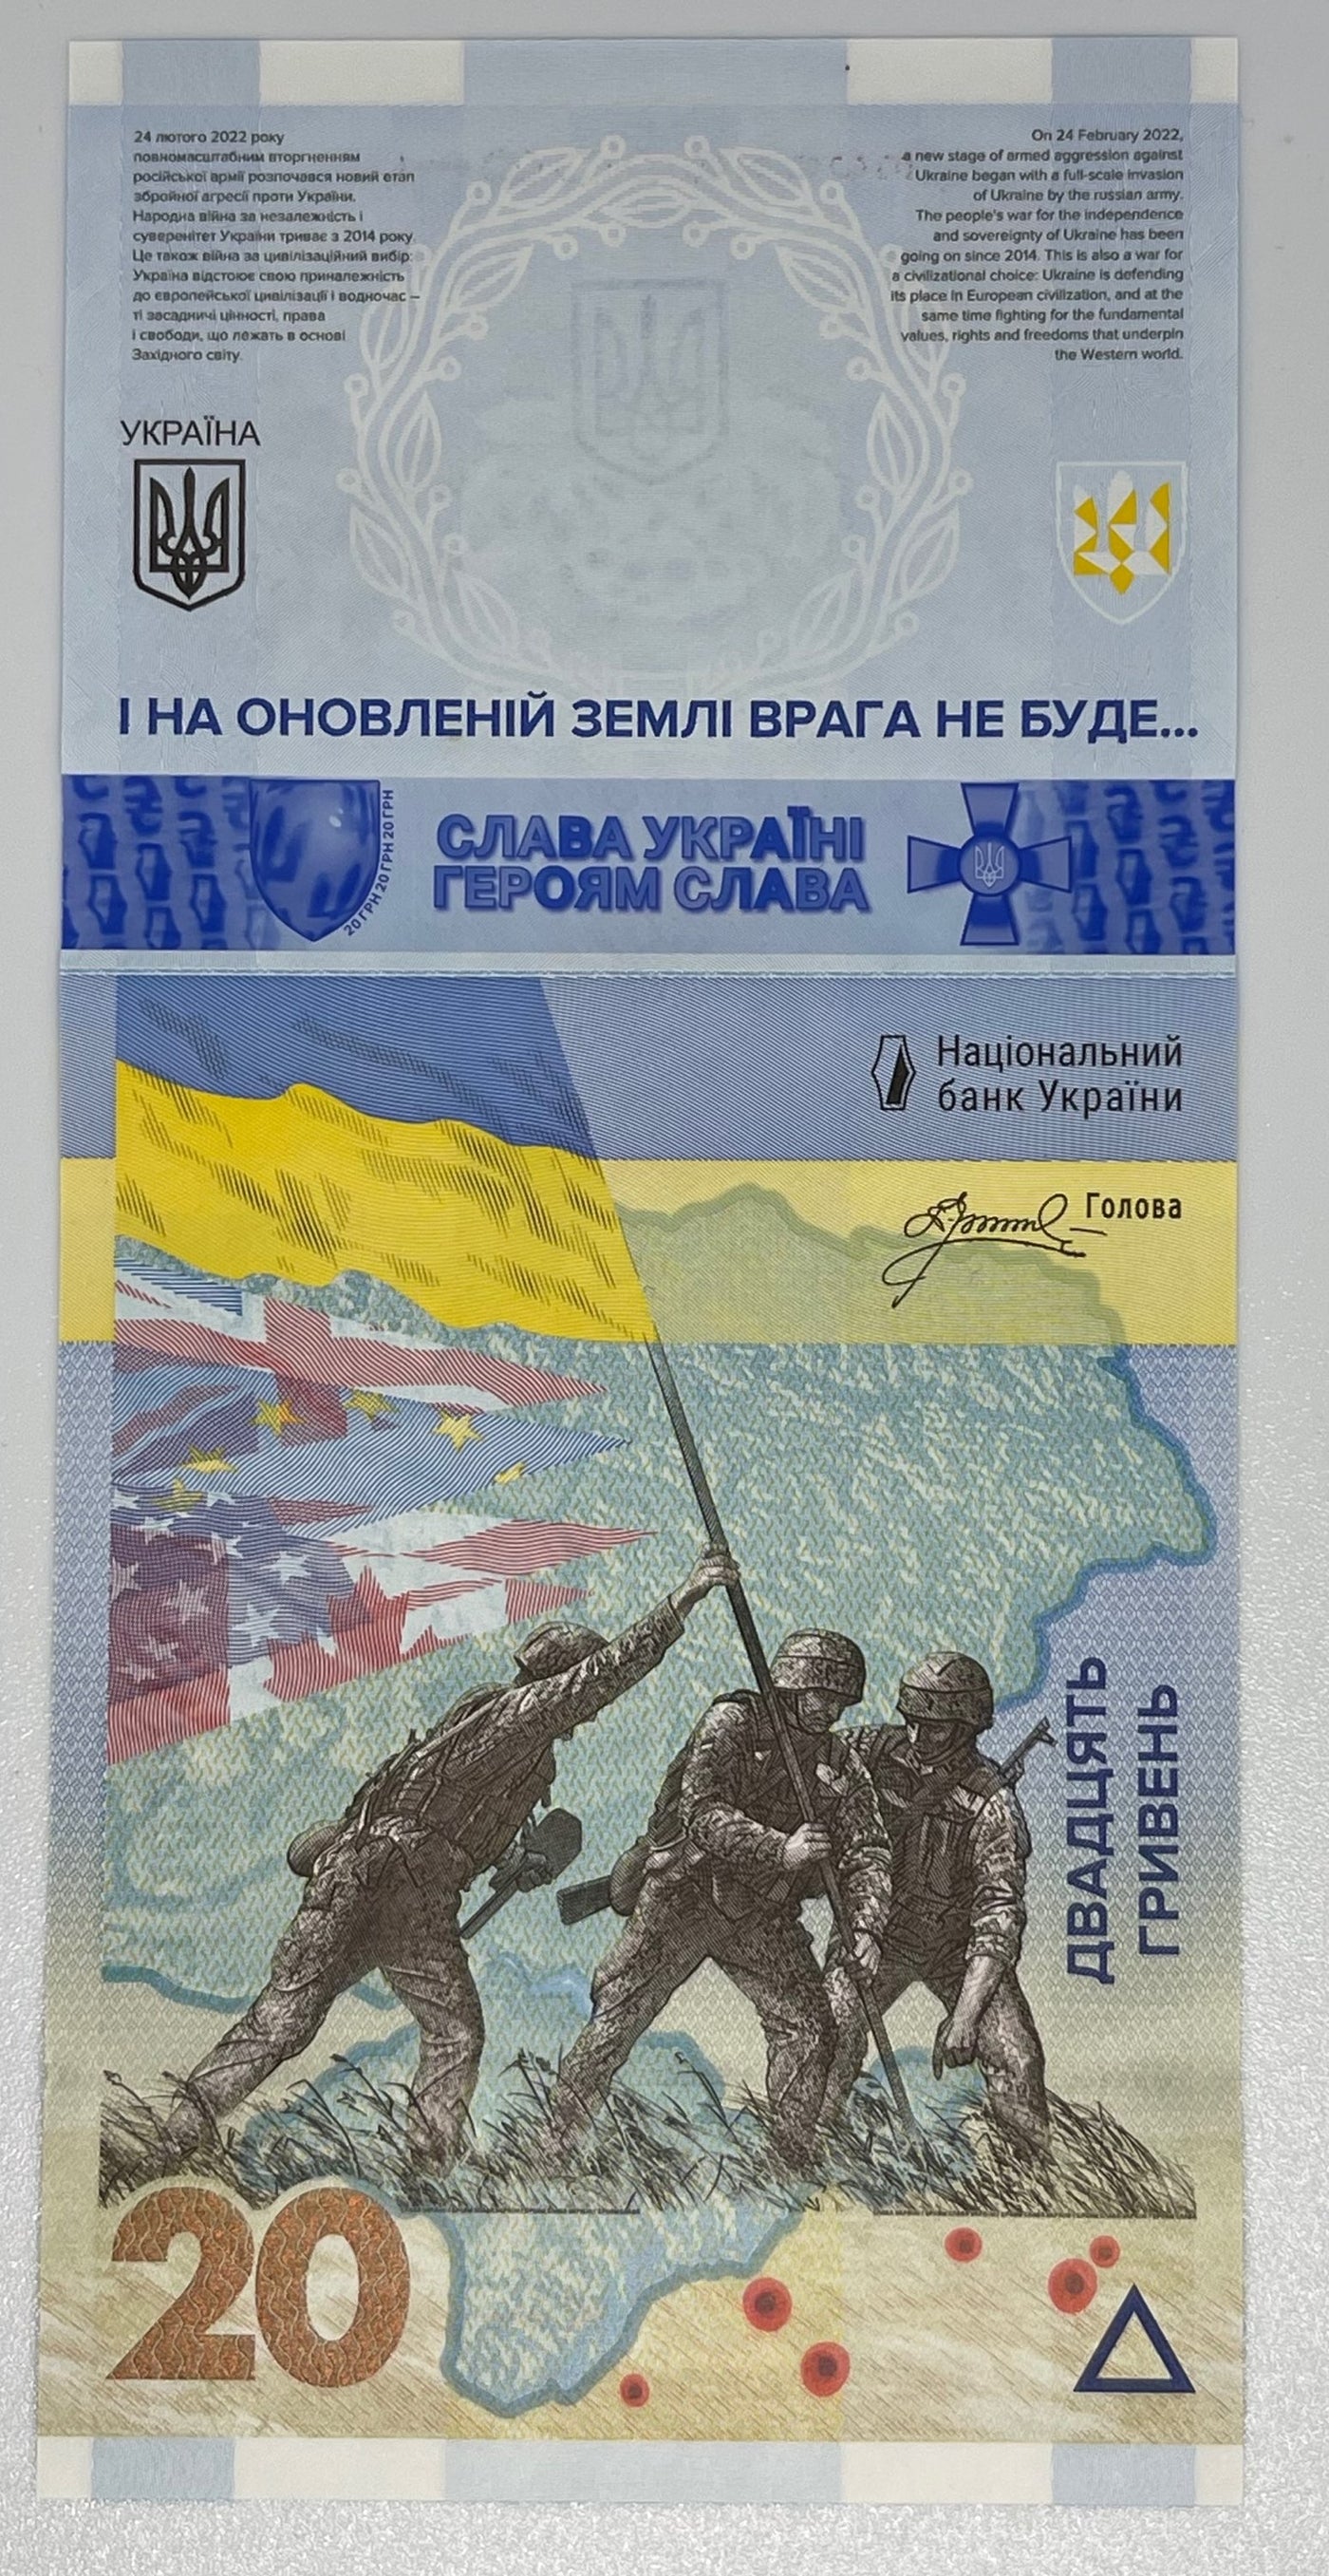 24 лютого 2022 року
повномасштабним вторгненням
російської армії розпочався новий етап
збройної агресії проти України.
Народна війна за незалежність і
суверенітет України триває з 2014 року.
Це також війна за цивілізаційний вибір:
Україна відстоює свою приналежність
до європейської цивілізації і водночас –
ті засадничі цінності, права
і свободи, що лежать в основі
Західного світу.
On 24 February 2022,
a new stage of armed aggression against
Ukraine began with a full-scale invasion
of Ukraine by the russian army.
The people's war for the independence
and sovereignty of Ukraine has been
going on since 2014. This is also a war for
a civilizational choice: Ukraine is defending
its place in European civilization, and at the
same time fighting for the fundamental
values, rights and freedoms that underpin
the Western world.
УКРАЇНА
І НА ОНОВЛЕНІЙ ЗЕМЛІ ВРАГА НЕ БУДЕ...
20 ГРН 20 ГРН 20 ГРН
СЛАВА УКРАЇНІ
ГЕРОЯМ СЛАВА
Національний
банк України
Голова
ДВАДЦЯТЬ
ГРИВЕНЬ
20